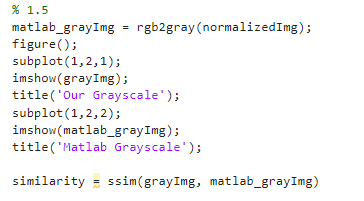 % 1.5
matlab_grayImg = rgb2gray(normalizedImg);
figure();
subplot(1,2,1);
imshow(grayImg);
title('Our Grayscale');
subplot(1,2,2);
imshow(matlab_grayImg);
title('Matlab Grayscale');
similarity = ssim(grayImg, matlab_grayImg)